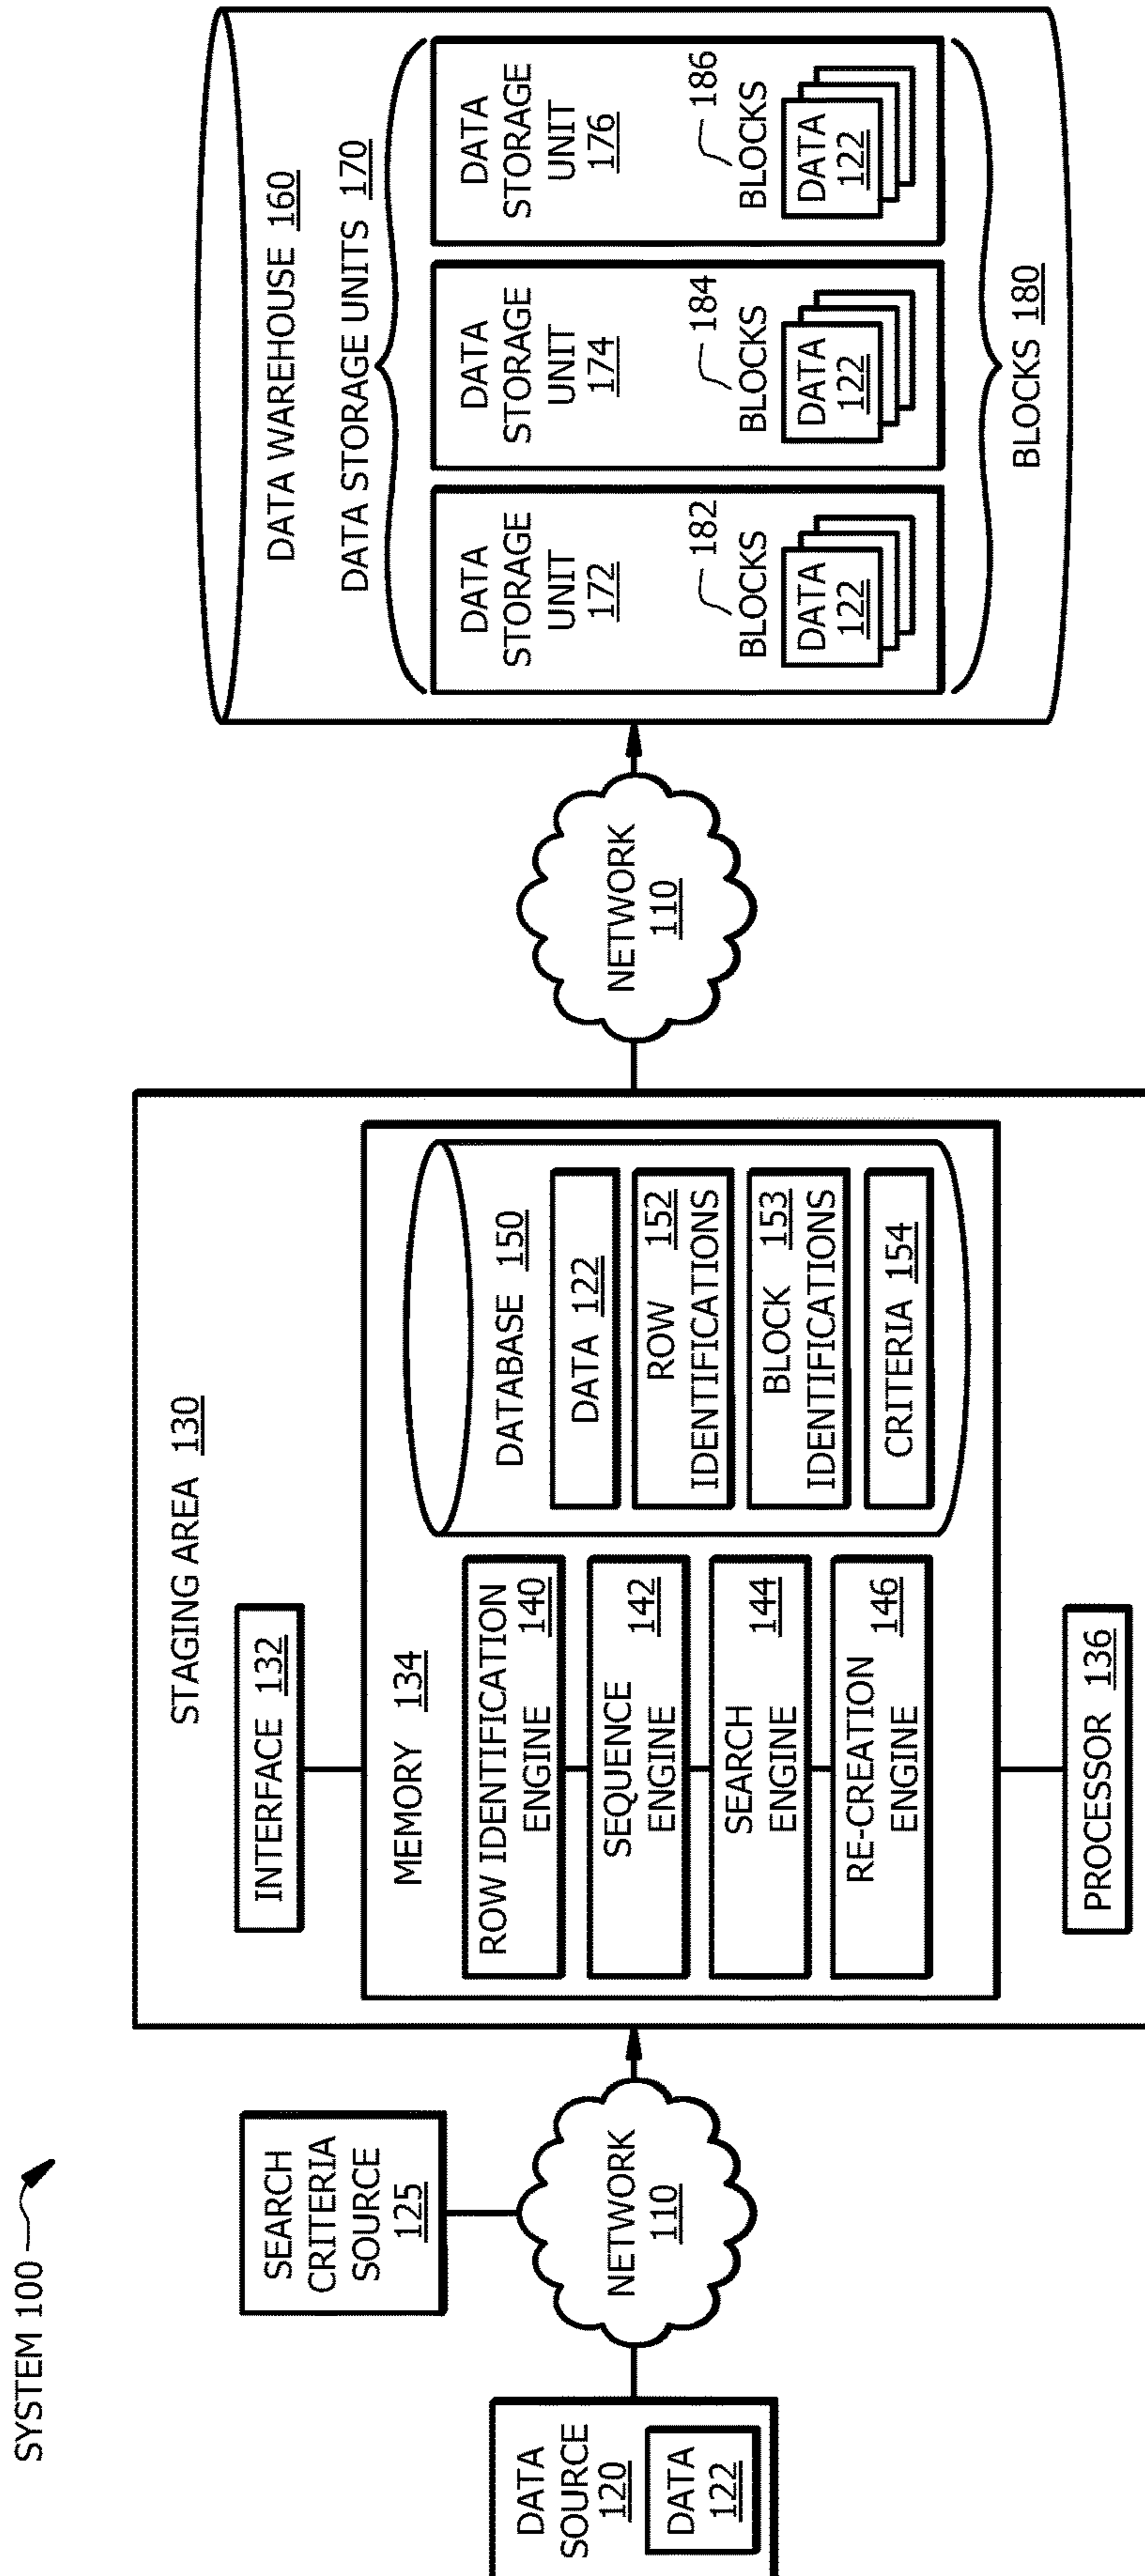 SYSTEM 100
DATA
SOURCE
120
DATA
122
SEARCH
CRITERIA
SOURCE
125
NETWORK
110
STAGING AREA 130
INTERFACE 132
MEMORY 134
ROW IDENTIFICATION
ENGINE 140
SEQUENCE
ENGINE 142
SEARCH
ENGINE 144
RE-CREATION
ENGINE 146
DATABASE 150
DATA 122
ROW 152
IDENTIFICATIONS
BLOCK 153
IDENTIFICATIONS
CRITERIA 154
PROCESSOR 136
NETWORK
110
DATA WAREHOUSE 160
DATA STORAGE UNITS 170
DATA
STORAGE
UNIT
172
182
BLOCKS
DATA
122
DATA
STORAGE
UNIT
174
184
BLOCKS
DATA
122
DATA
STORAGE
UNIT
176
186
BLOCKS
DATA
122
BLOCKS 180